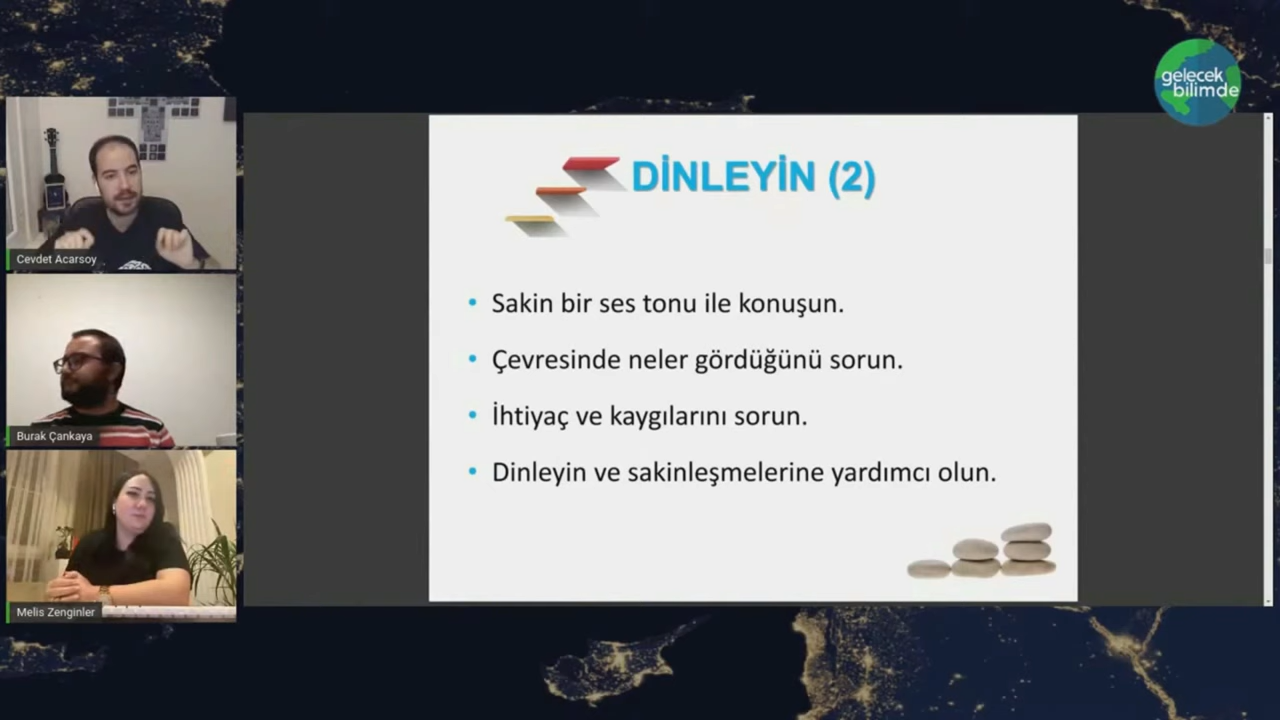 gelecek
bilimde
DİNLEYİN (2)
• Sakin bir ses tonu ile konuşun.
• Çevresinde neler gördüğünü sorun.
• İhtiyaç ve kaygılarını sorun.
• Dinleyin ve sakinleşmelerine yardımcı olun.
Cevdet Acarsoy
Burak Çankaya
Melis Zenginler